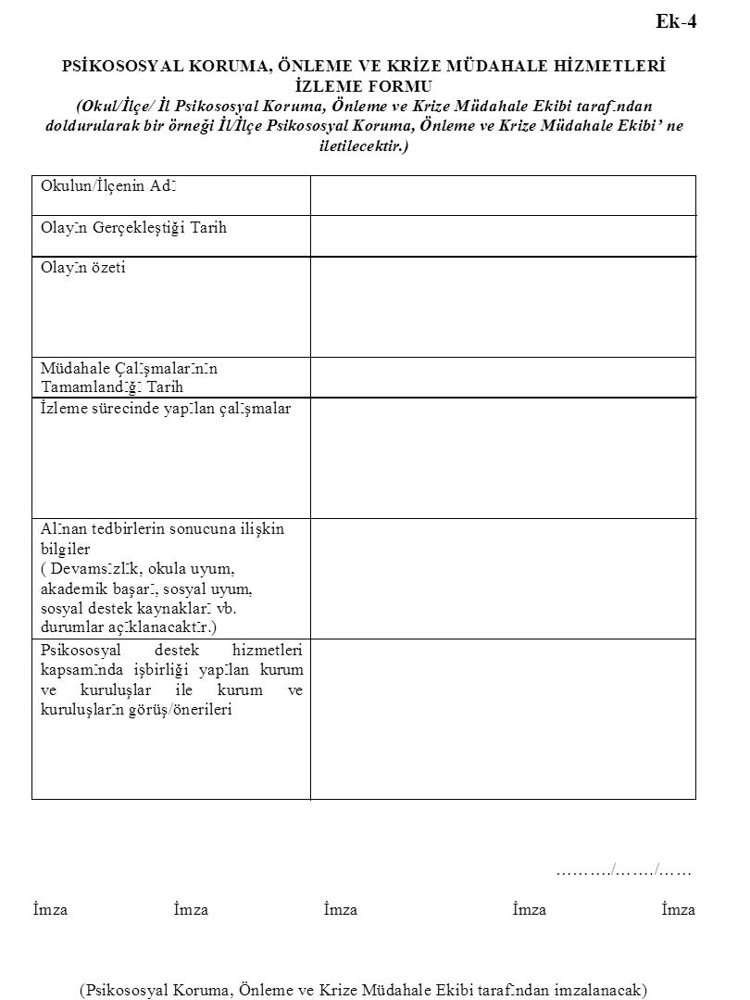 Ek-4
PSİKOSOSYAL KORUMA, ÖNLEME VE KRİZE MÜDAHALE HİZMETLERİ
İZLEME FORMU
(Okul/İlçe/ İl Psikososyal Koruma, Önleme ve Krize Müdahale Ekibi tarafından
doldurularak bir örneği İl/İlçe Psikososyal Koruma, Önleme ve Krize Müdahale Ekibi' ne
iletilecektir.)
Okulun/İlçenin Adı
Olayın Gerçekleştiği Tarih
Olayın özeti
Müdahale Çalışmalarının
Tamamlandığı Tarih
İzleme sürecinde yapılan çalışmalar
Alınan tedbirlerin sonucuna ilişkin
bilgiler
( Devamsızlık, okula uyum,
akademik başarı, sosyal uyum,
sosyal destek kaynakları vb.
durumlar açıklanacaktır.)
Psikososyal destek hizmetleri
kapsamında işbirliği yapılan kurum
ve kuruluşlar ile kurum ve
kuruluşların görüş/önerileri
………./……./……
İmza İmza İmza İmza İmza
(Psikososyal Koruma, Önleme ve Krize Müdahale Ekibi tarafından imzalanacak)